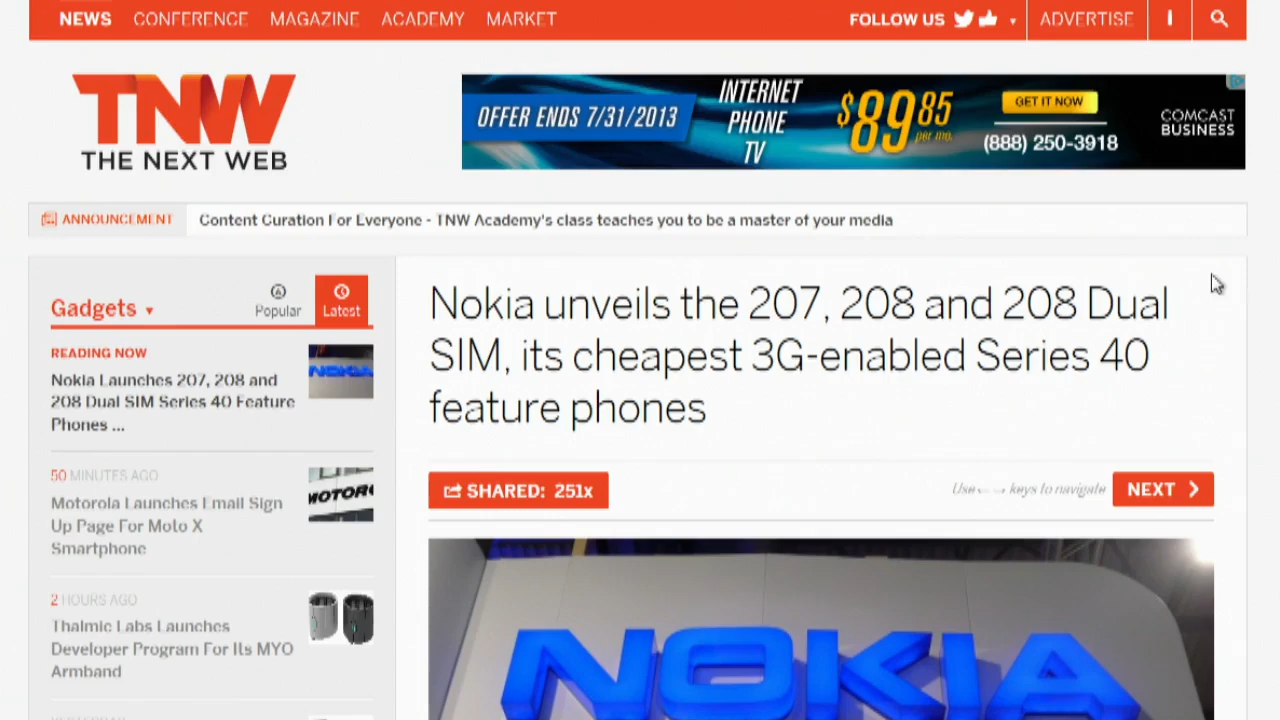 NEWS CONFERENCE MAGAZINE ACADEMY MARKET FOLLOW US ADVERTISE
TNW
THE NEXT WEB
OFFER ENDS 7/31/2013
INTERNET
PHONE
TV
$89.85
per mo.
GET IT NOW
(888) 250-3918
COMCAST
BUSINESS
ANNOUNCEMENT Content Curation For Everyone - TNW Academy's class teaches you to be a master of your media
Gadgets
Popular
Latest
READING NOW
Nokia Launches 207, 208 and
208 Dual SIM Series 40 Feature
Phones ...
50 MINUTES AGO
Motorola Launches Email Sign
Up Page For Moto X
Smartphone
MOTORO
2 HOURS AGO
Thalmic Labs Launches
Developer Program For Its MYO
Armband
Nokia unveils the 207, 208 and 208 Dual
SIM, its cheapest 3G-enabled Series 40
feature phones
SHARED: 251x
Use keys to navigate
NEXT
NOKIA